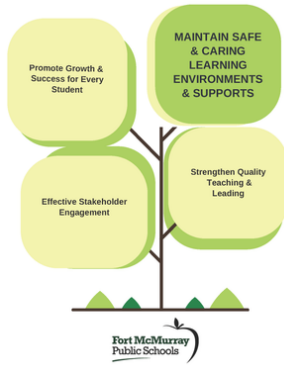 Promote Growth &
Success for Every
Student
MAINTAIN SAFE
& CARING
LEARNING
ENVIRONMENTS
& SUPPORTS
Effective Stakeholder
Engagement
Strengthen Quality
Teaching &
Leading
Fort McMurray
Public Schools